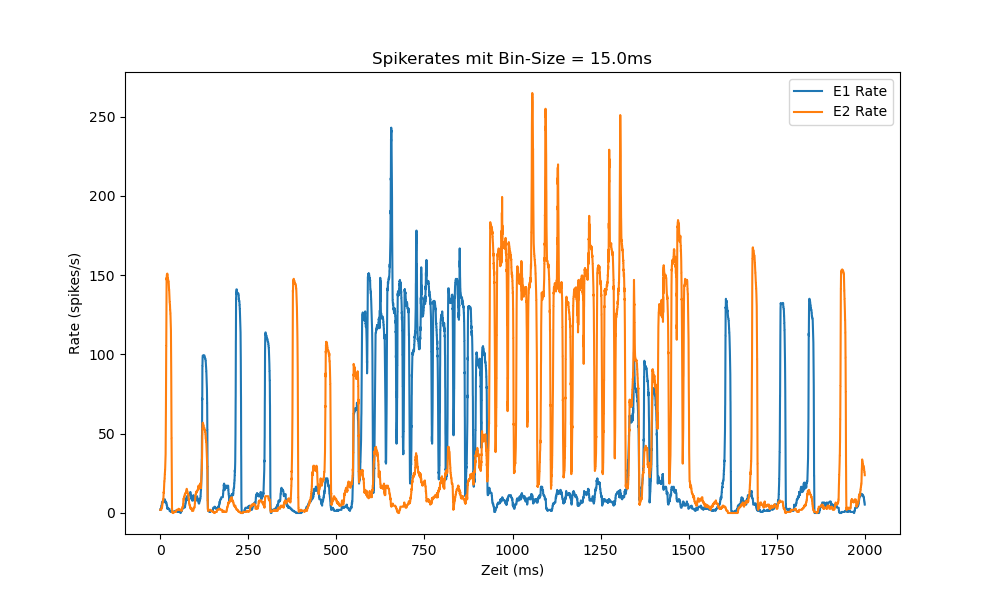 Spikerates mit Bin-Size = 15.0ms
E1 Rate
E2 Rate
Rate (spikes/s)
250
200
150
100
50
0
0 250 500 750 1000 1250 1500 1750 2000
Zeit (ms)